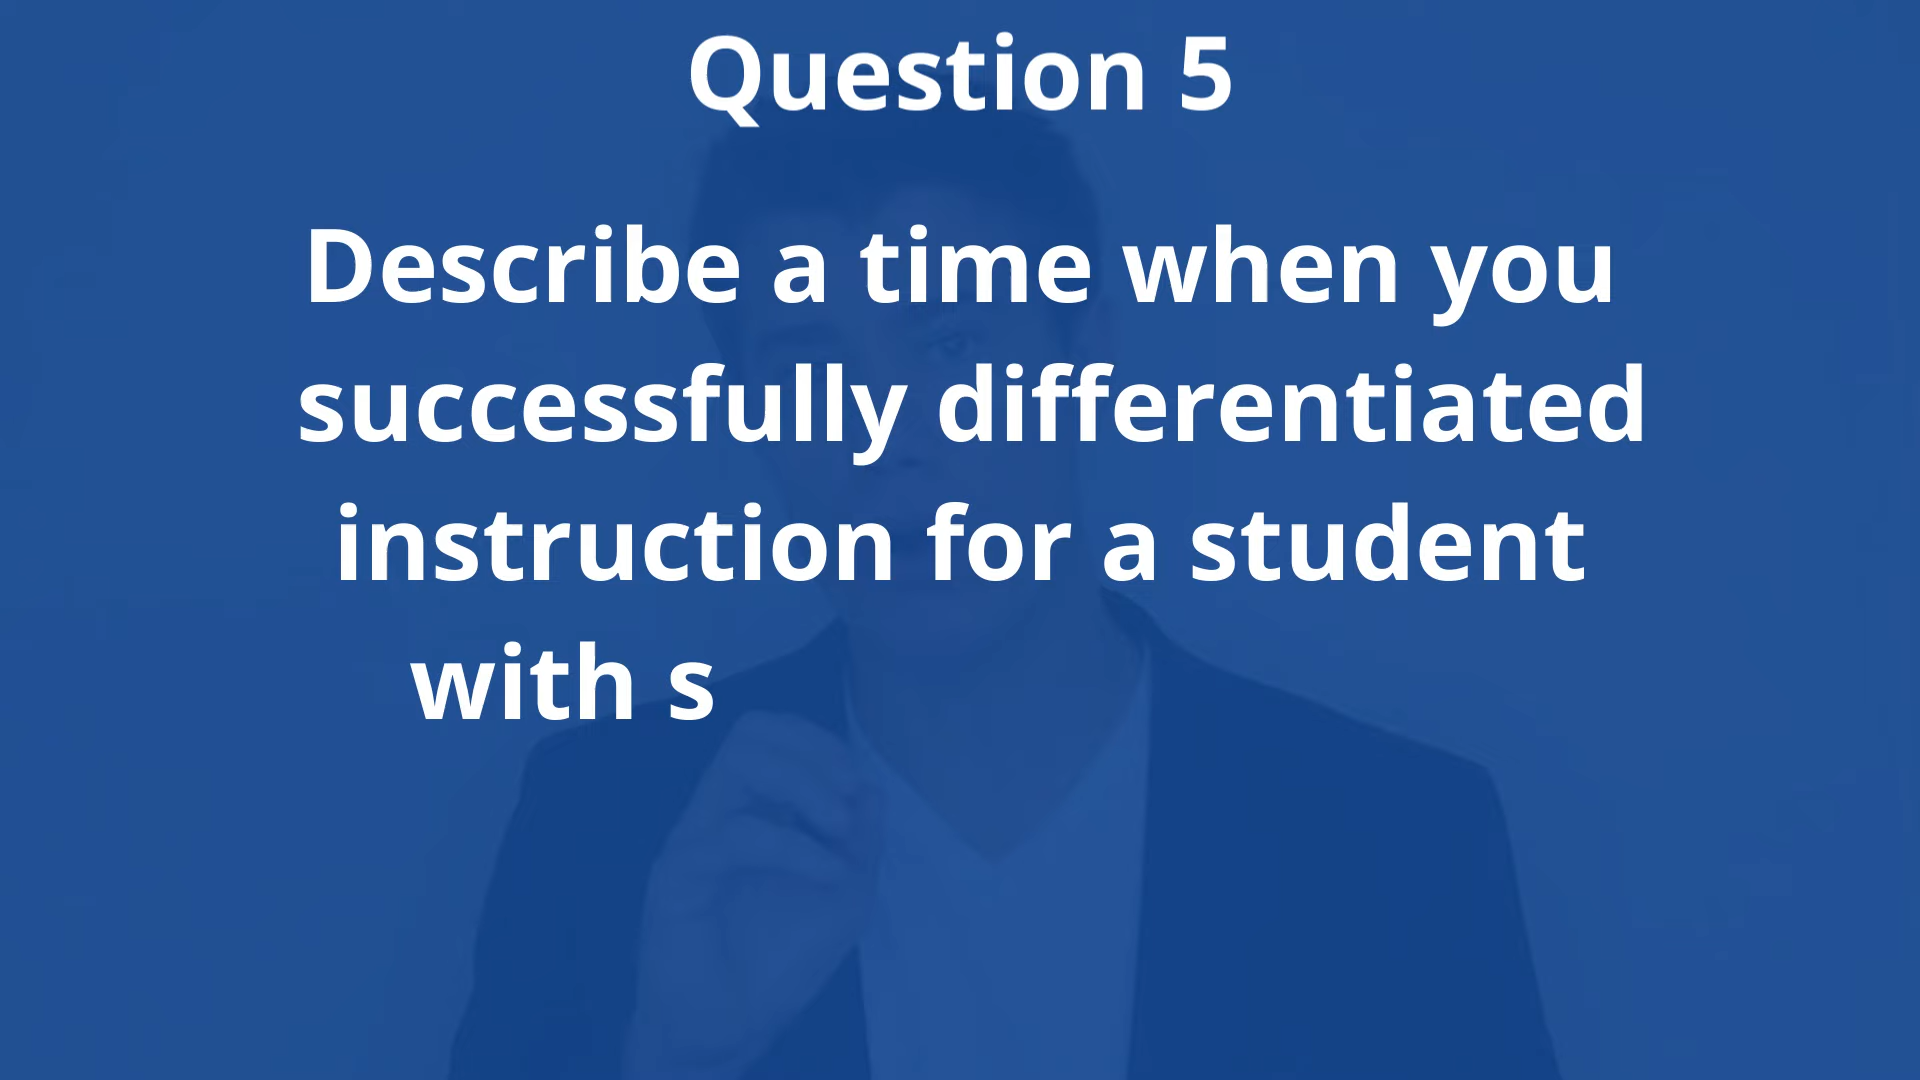 Question 5
Describe a time when you
successfully differentiated
instruction for a student
with s